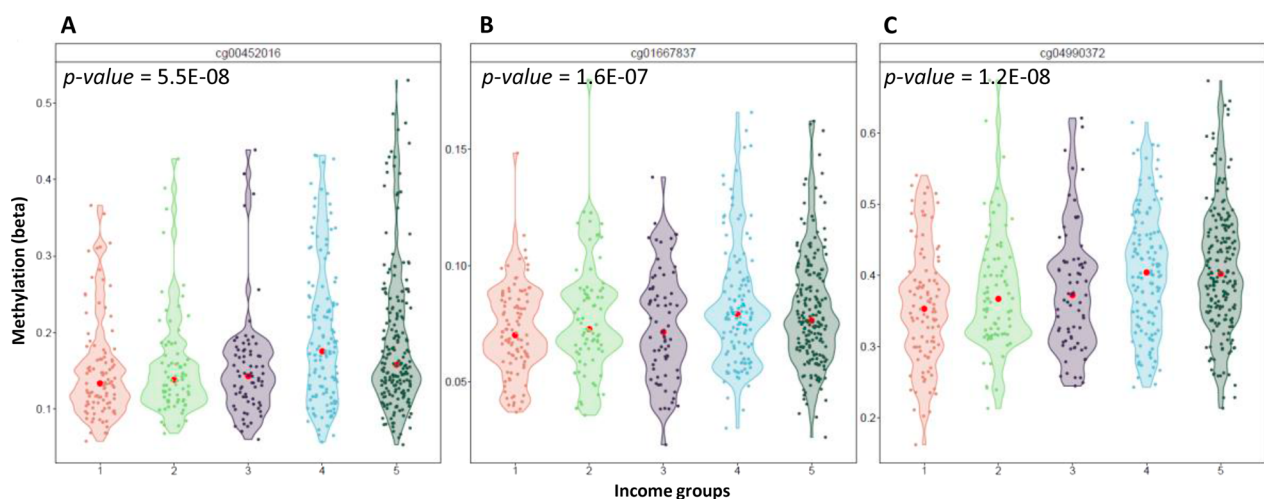 A
B
C
cg00452016
cg01667837
cg04990372
p-value = 5.5E-08
p-value = 1.6E-07
p-value = 1.2E-08
Methylation (beta)
0.5
0.4
0.3
0.2
0.1
0.15
0.10
0.05
0.6
0.5
0.4
0.3
0.2
1 2 3 4 5
1 2 3 4 5
1 2 3 4 5
Income groups